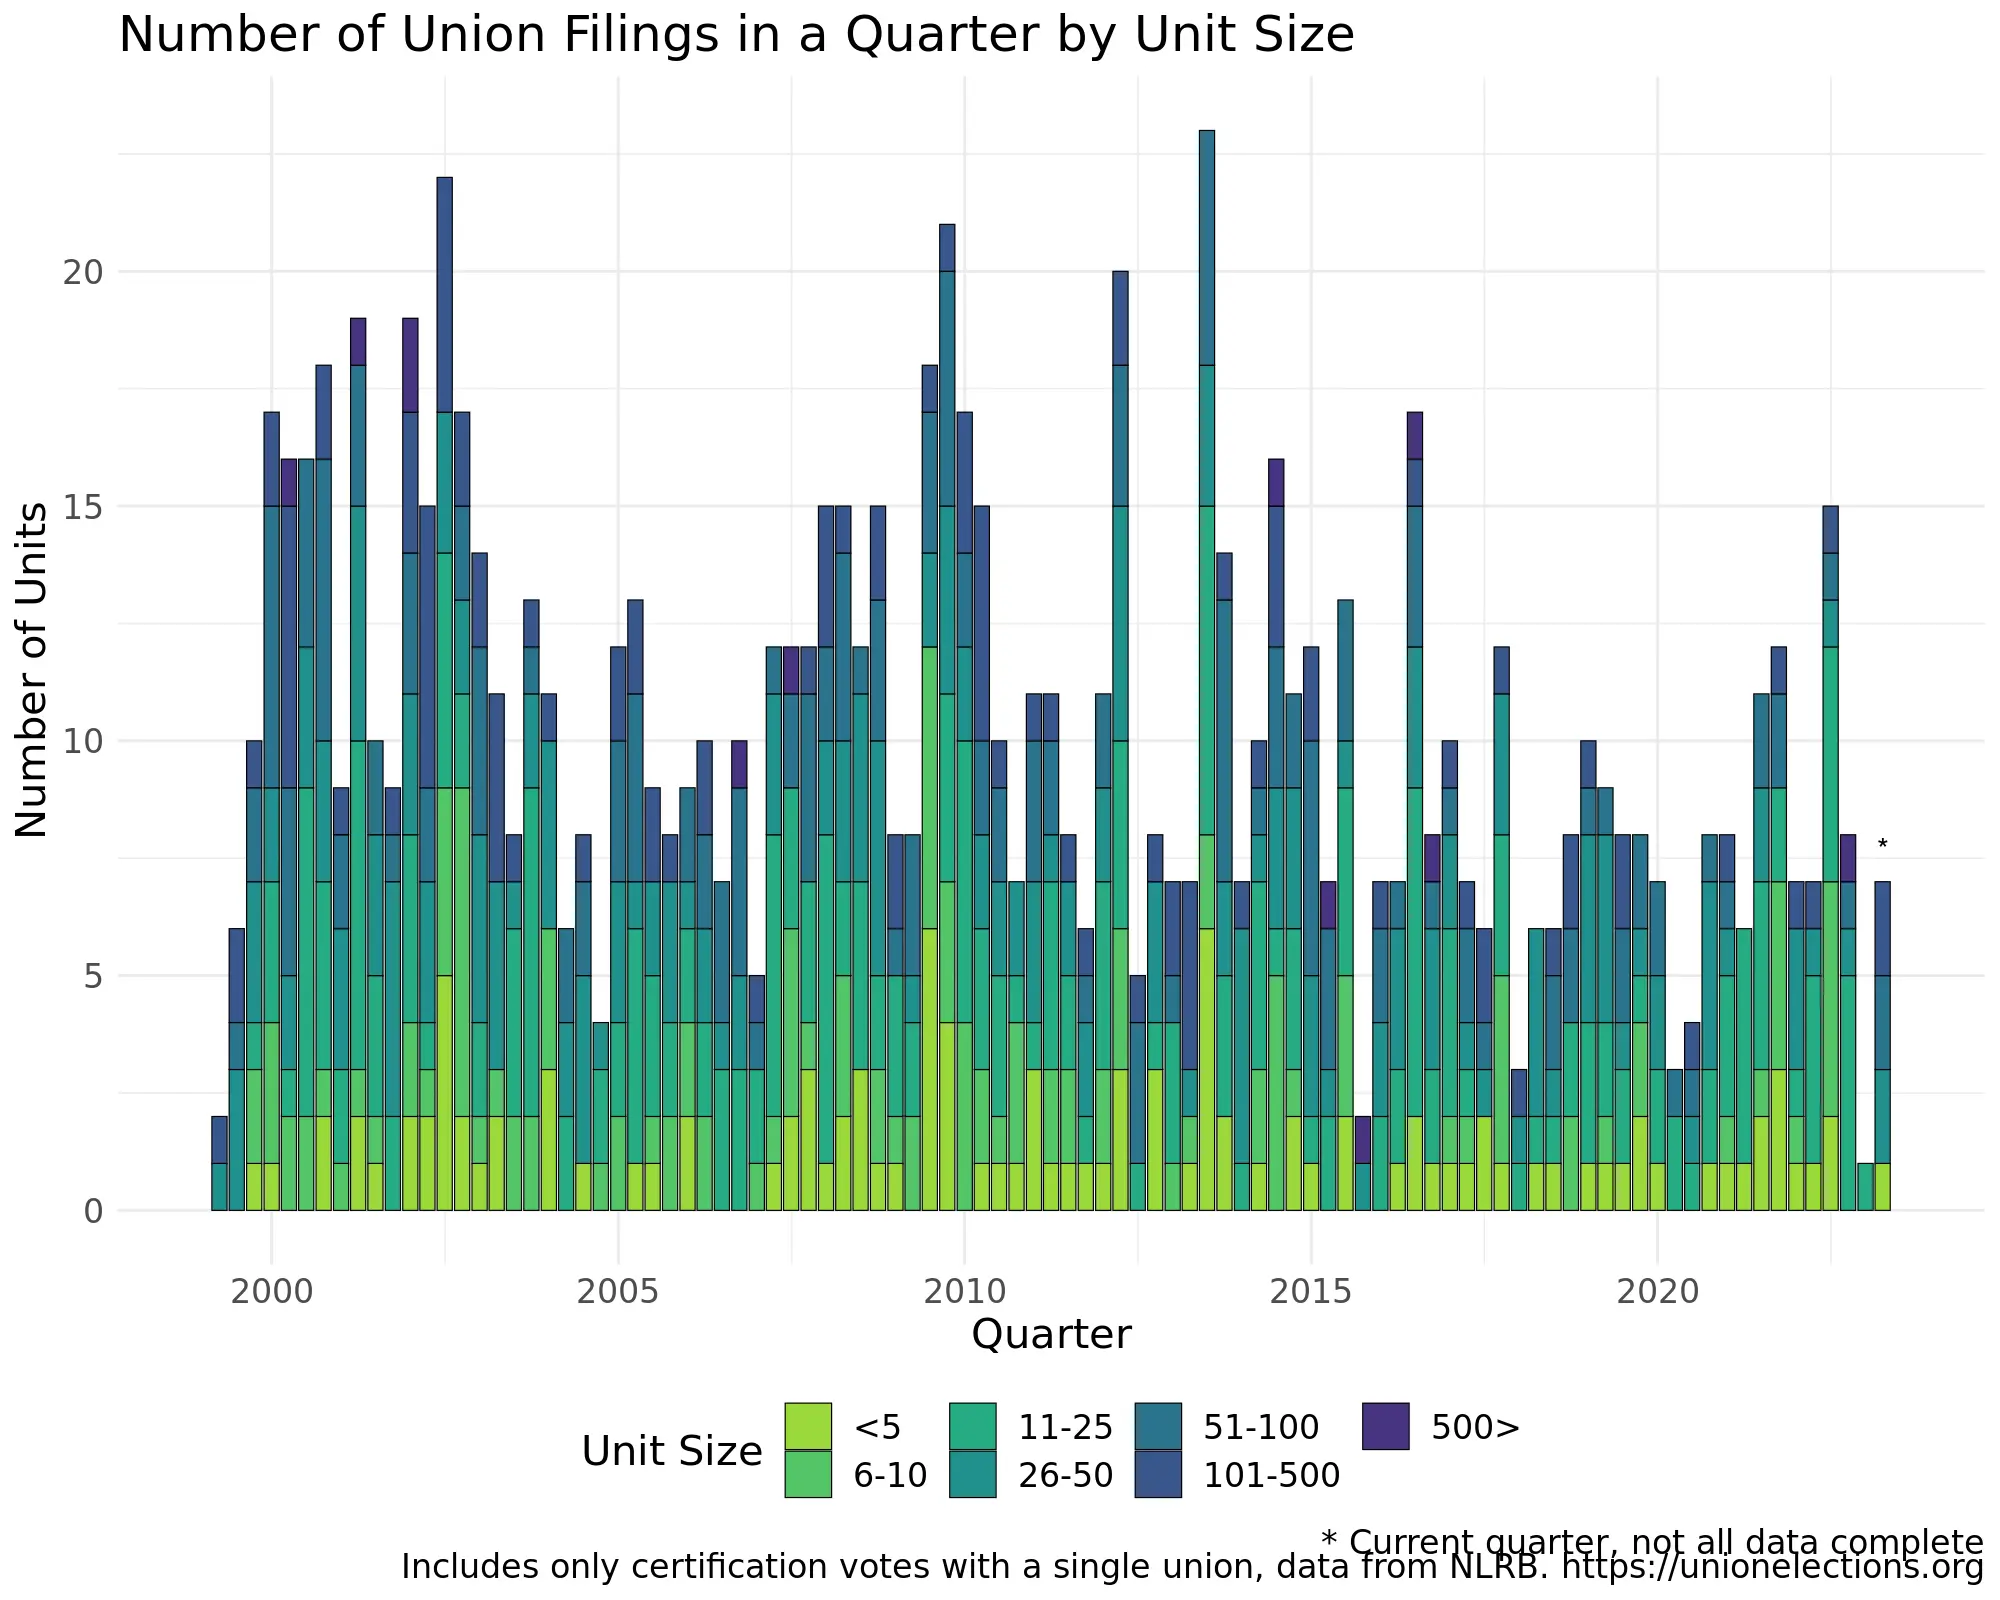 Number of Union Filings in a Quarter by Unit Size
Number of Units
20
15
10
5
0
*
2000 2005 2010 2015 2020
Quarter
Unit Size
<5 11-25 51-100 500>
6-10 26-50 101-500
* Current quarter, not all data complete
Includes only certification votes with a single union, data from NLRB. https://unionelections.org